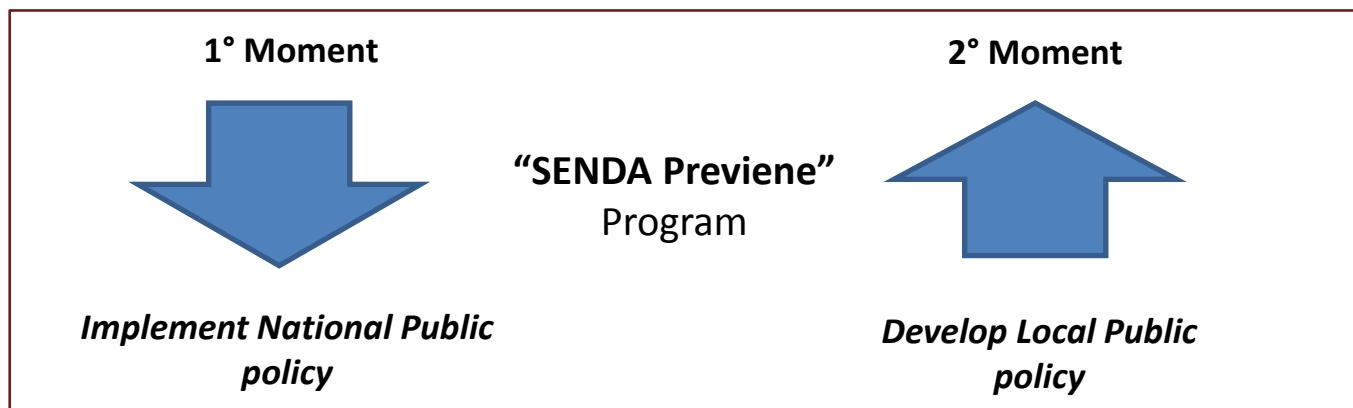 1° Moment
2° Moment
“SENDA Previene”
Program
Implement National Public
policy
Develop Local Public
policy